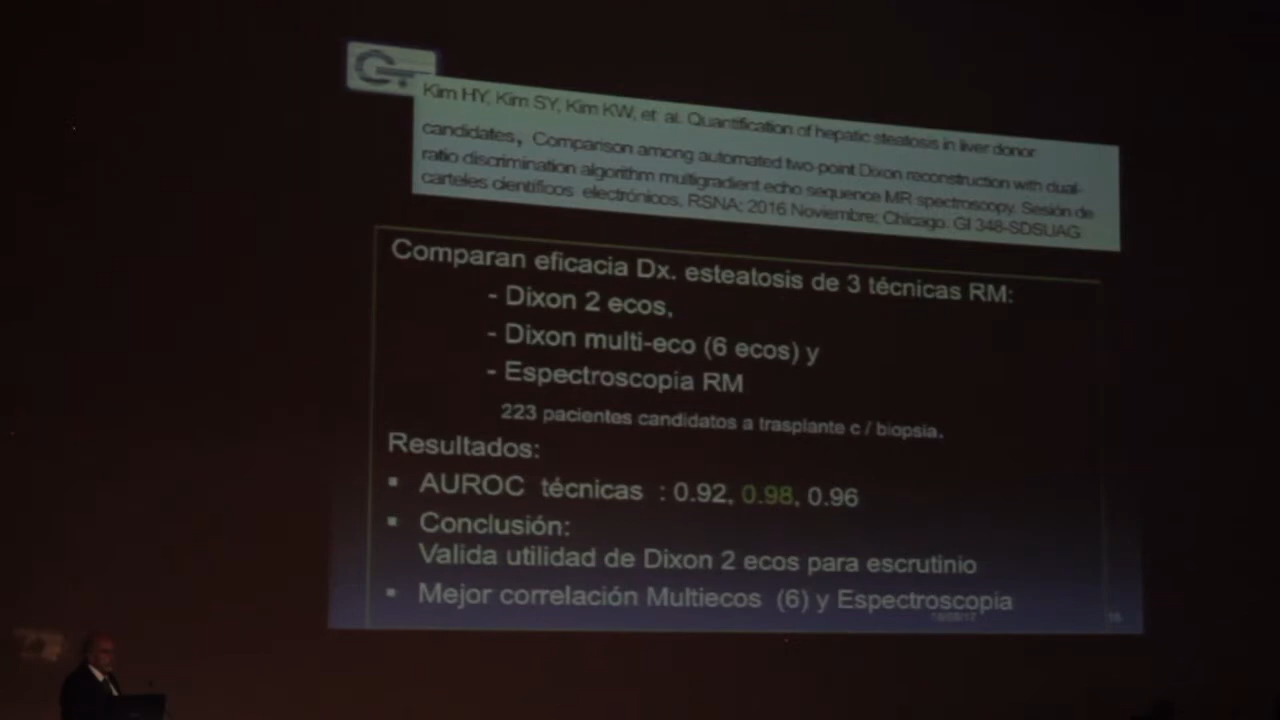 Kim HY, Kim SY, Kim KW, et al. Quantification of hepatic steatosis in liver donor
candidates, Comparison among automated two-point Dixon reconstruction with dual-
ratio discrimination algorithm multigradient echo sequence MR spectroscopy. Sesión de
carteles científicos electrónicos. RSNA; 2016 Noviembre; Chicago. GI 348-SDSUAG
Comparan eficacia Dx. esteatosis de 3 técnicas RM:
- Dixon 2 ecos,
- Dixon multi-eco (6 ecos) y
- Espectroscopia RM
223 pacientes candidatos a trasplante c / biopsia.
Resultados:
▪ AUROC técnicas : 0.92, 0.98, 0.96
▪ Conclusión:
Valida utilidad de Dixon 2 ecos para escrutinio
▪ Mejor correlación Multiecos (6) y Espectroscopia